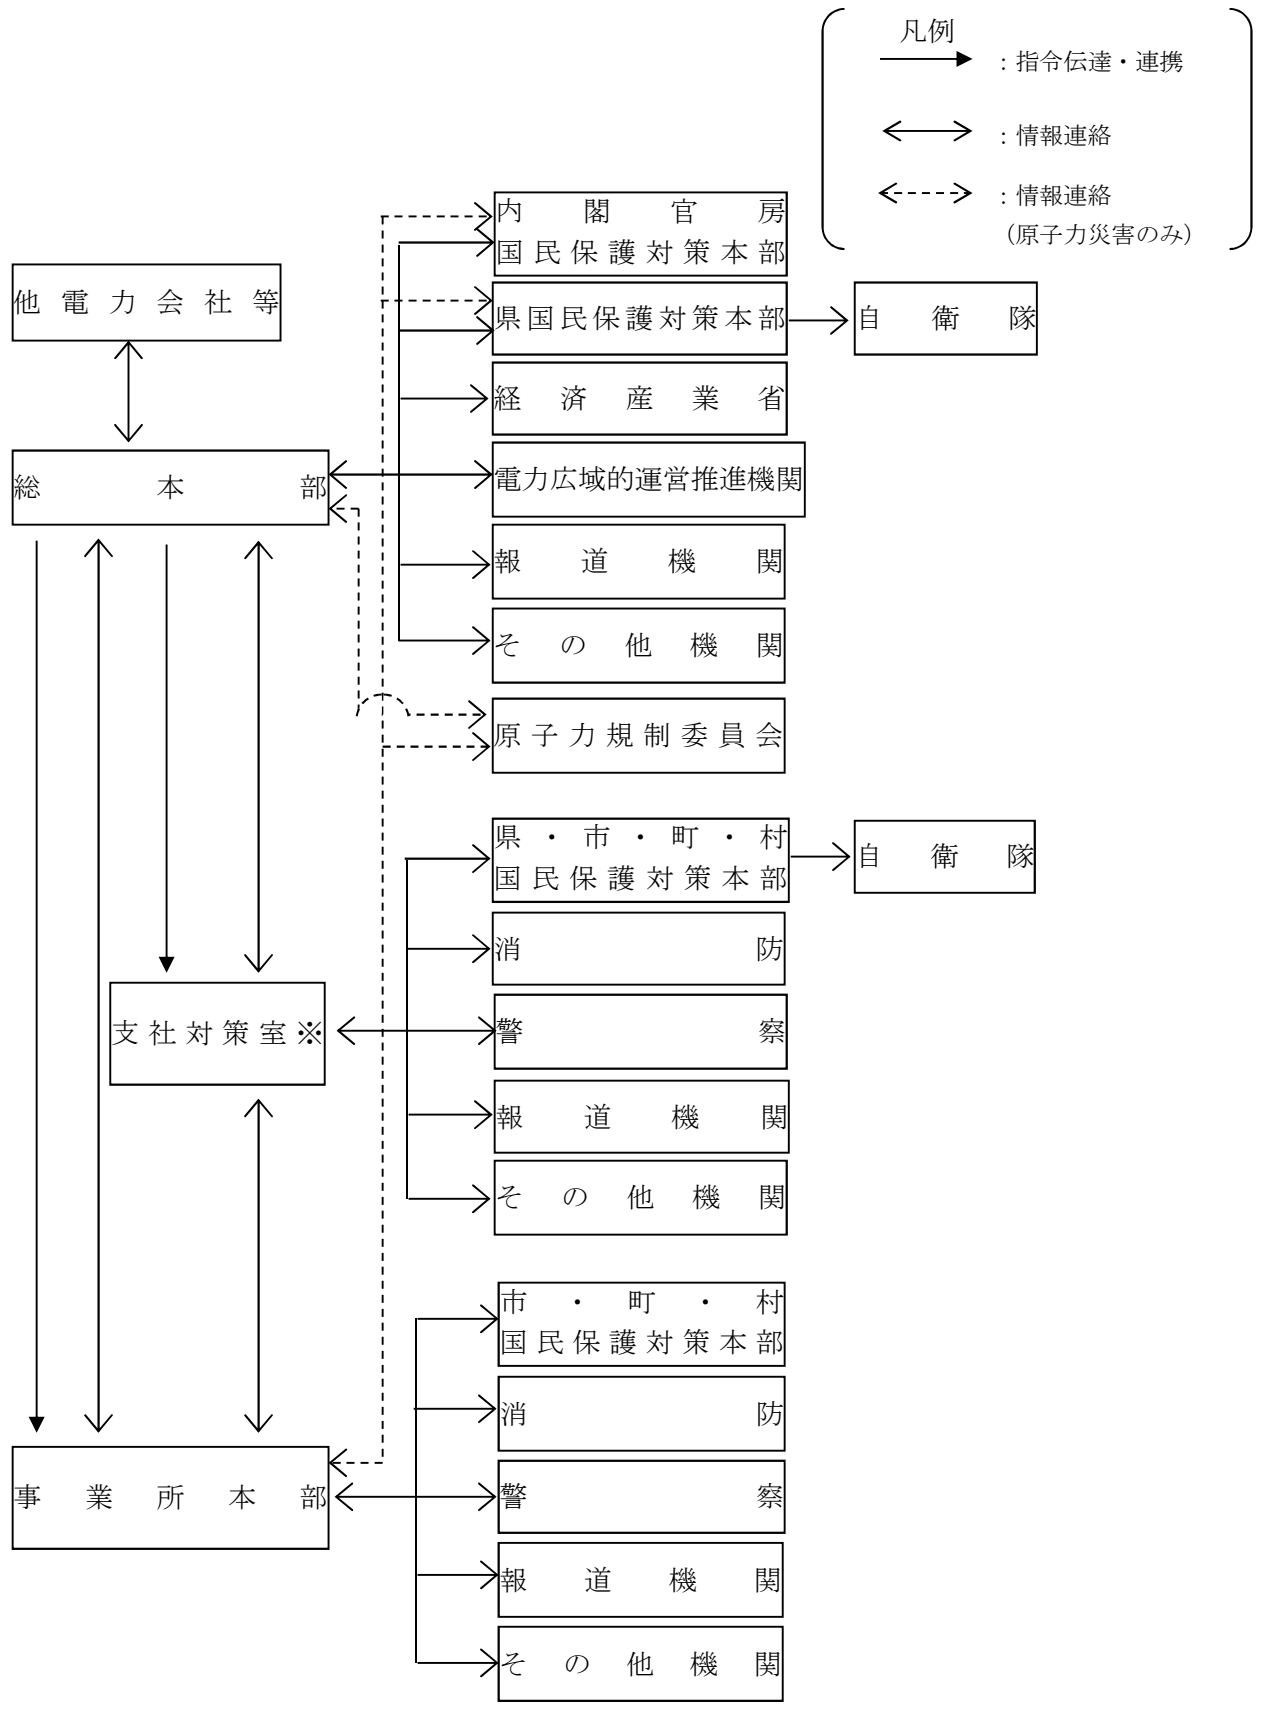 凡例
：指令伝達・連携
：情報連絡
：情報連絡
（原子力災害のみ）
内閣官房
国民保護対策本部
他電力会社等
県国民保護対策本部
自衛隊
経済産業省
総本部
電力広域的運営推進機関
報道機関
その他機関
原子力規制委員会
県・市・町・村
国民保護対策本部
自衛隊
消防
支社対策室※
警察
報道機関
その他機関
市・町・村
国民保護対策本部
消防
事業所本部
警察
報道機関
その他機関